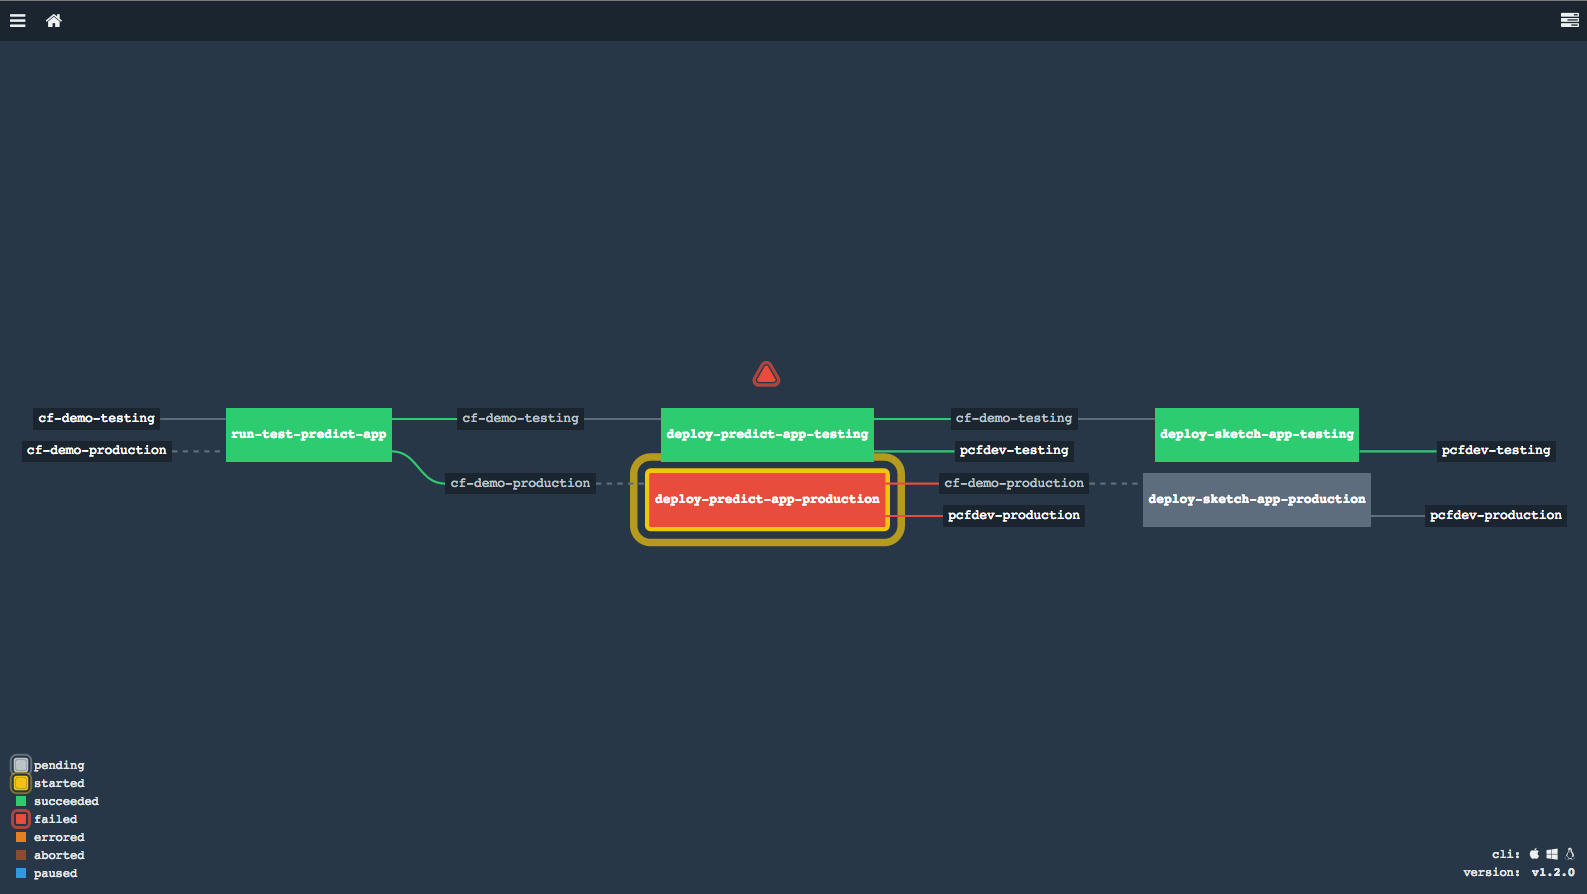 cf-demo-testing
cf-demo-production
run-test-predict-app
cf-demo-testing
cf-demo-production
deploy-predict-app-testing
deploy-predict-app-production
cf-demo-testing
pcfdev-testing
cf-demo-production
pcfdev-production
deploy-sketch-app-testing
deploy-sketch-app-production
pcfdev-testing
pcfdev-production
pending
started
succeeded
failed
errored
aborted
paused
cli:
version: v1.2.0